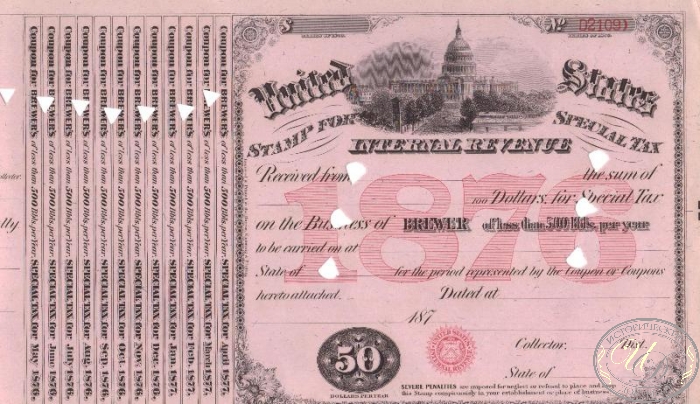 Coupon for BREWER'S of less than 500 Bbls. per Year. SPECIAL TAX for May 1876.
Coupon for BREWER'S of less than 500 Bbls. per Year. SPECIAL TAX for June 1876.
Coupon for BREWER'S of less than 500 Bbls. per Year. SPECIAL TAX for July 1876.
Coupon for BREWER'S of less than 500 Bbls. per Year. SPECIAL TAX for Aug. 1876.
Coupon for BREWER'S of less than 500 Bbls. per Year. SPECIAL TAX for Sep. 1876.
Coupon for BREWER'S of less than 500 Bbls. per Year. SPECIAL TAX for Oct. 1876.
Coupon for BREWER'S of less than 500 Bbls. per Year. SPECIAL TAX for Nov. 1876.
Coupon for BREWER'S of less than 500 Bbls. per Year. SPECIAL TAX for Dec. 1876.
Coupon for BREWER'S of less than 500 Bbls. per Year. SPECIAL TAX for Jan. 1877.
Coupon for BREWER'S of less than 500 Bbls. per Year. SPECIAL TAX for Feb. 1877.
Coupon for BREWER'S of less than 500 Bbls. per Year. SPECIAL TAX for March 1877.
Coupon for BREWER'S of less than 500 Bbls. per Year. SPECIAL TAX for April 1877.
$ No. 021091
SERIES OF 1876. SERIES OF 1876.
United States
STAMP FOR SPECIAL TAX
INTERNAL REVENUE
1876
Received from the sum of
100 Dollars, for Special Tax
on the Business of BREWER of less than 500 Bbls. per year
to be carried on at
State of for the period represented by the Coupon or Coupons
hereto attached. Dated at
187
Collector, Dist.
State of
50
DOLLARS PER YEAR
SEVERE PENALTIES are imposed for neglect or refusal to place and keep
this Stamp conspicuously in your establishment or place of business.